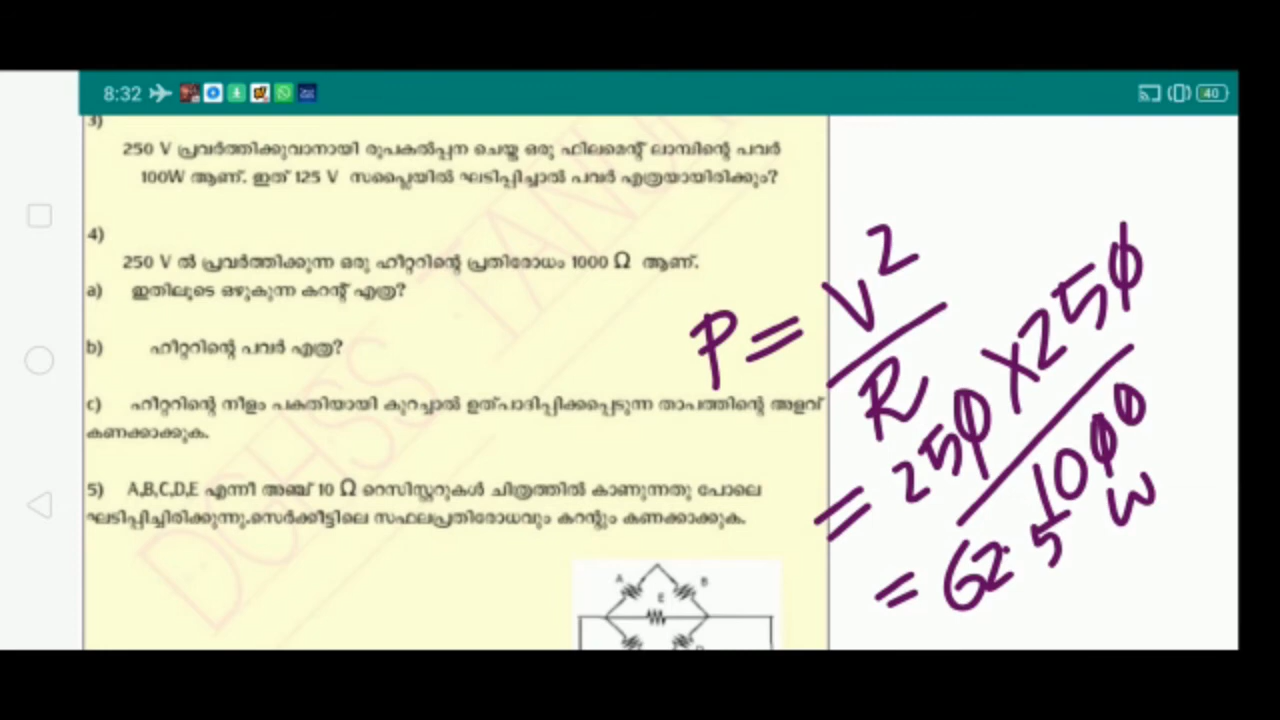 8:32
40
3)
250 V പ്രവർത്തിക്കുവാനായി രുപകൽപ്പന ചെയ്ത ഒരു ഫിലമെന്റ് ലാമ്പിന്റെ പവർ
100W ആണ്. ഇത് 125 V സപ്ലൈയിൽ ഘടിപ്പിച്ചാൽ പവർ എത്രയായിരിക്കും?
4)
250 V ൽ പ്രവർത്തിക്കുന്ന ഒരു ഹീറ്ററിന്റെ പ്രതിരോധം 1000 Ω ആണ്.
a) ഇതിലൂടെ ഒഴുകുന്ന കറന്റ് എത്ര?
b) ഹീറ്ററിന്റെ പവർ എത്ര?
c) ഹീറ്ററിന്റെ നീളം പകുതിയായി കുറച്ചാൽ ഉത്പാദിപ്പിക്കപ്പെടുന്ന താപത്തിന്റെ അളവ്
കണക്കാക്കുക.
5) A,B,C,D,E എന്നീ അഞ്ച് 10 Ω റെസിസ്റ്ററുകൾ ചിത്രത്തിൽ കാണുന്നതു പോലെ
ഘടിപ്പിച്ചിരിക്കുന്നു.സെർക്കീട്ടിലെ സഫലപ്രതിരോധവും കറന്റും കണക്കാക്കുക.
A B
E
P = V²/R
= 250 × 250/1000
= 62.5 W